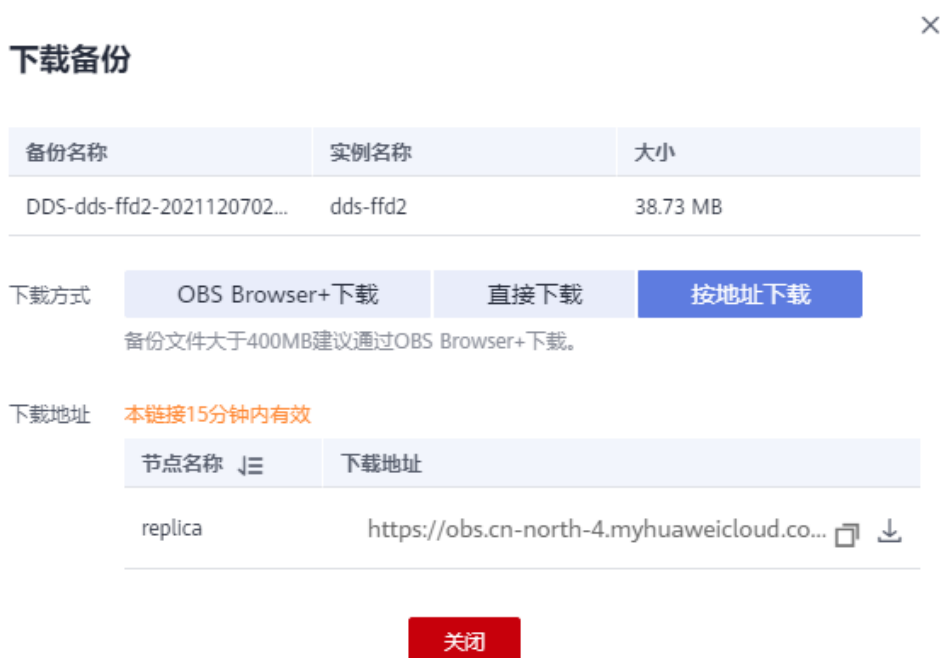 下载备份
备份名称 实例名称 大小
DDS-dds-ffd2-2021120702... dds-ffd2 38.73 MB
下载方式 OBS Browser+下载 直接下载 按地址下载
备份文件大于400MB建议通过OBS Browser+下载。
下载地址 本链接15分钟内有效
节点名称 下载地址
replica https://obs.cn-north-4.myhuaweicloud.co...
关闭